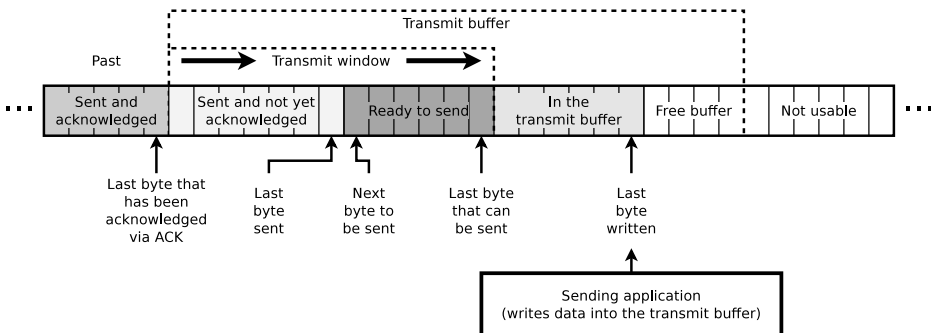 Transmit buffer
Past
Transmit window
Sent and
acknowledged
Sent and not yet
acknowledged
Ready to send
In the
transmit buffer
Free buffer
Not usable
Last byte that
has been
acknowledged
via ACK
Last
byte
sent
Next
byte to
be sent
Last byte
that can
be sent
Last
byte
written
Sending application
(writes data into the transmit buffer)